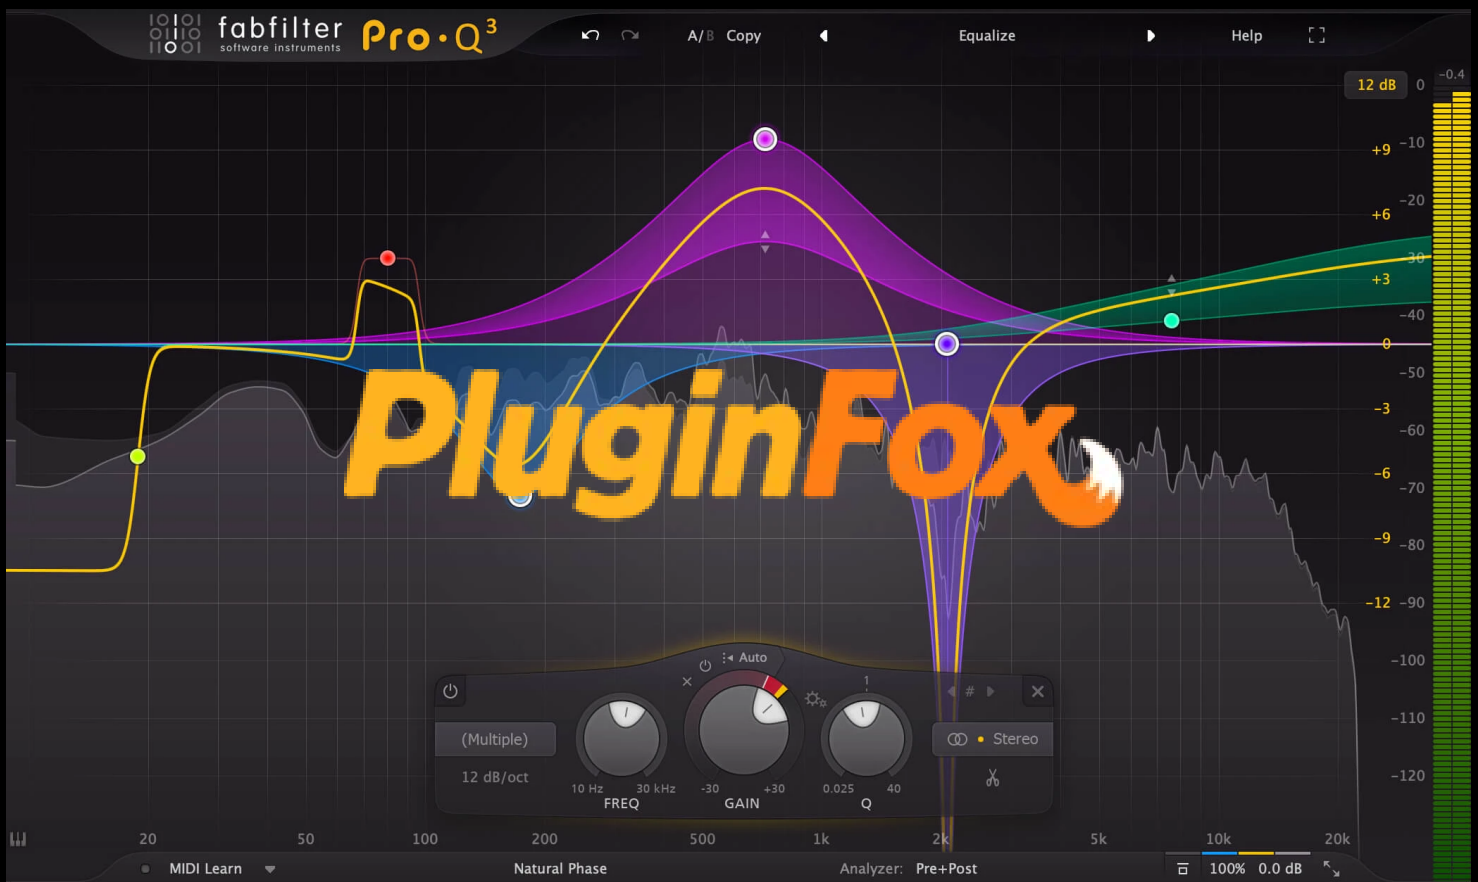 fabfilter
software instruments
Pro·Q³
A/B Copy
Equalize
Help
12 dB
0
-0.4
+9 -10
+6 -20
+3 -30
-40
0
-50
-3 -60
-6 -70
-9 -80
-12 -90
-100
-110
-120
PluginFox
Auto
1
#
(Multiple)
12 dB/oct
10 Hz 30 kHz
FREQ
-30 +30
GAIN
0.025 40
Q
Stereo
20 50 100 200 500 1k 2k 5k 10k 20k
MIDI Learn
Natural Phase
Analyzer: Pre+Post
100% 0.0 dB